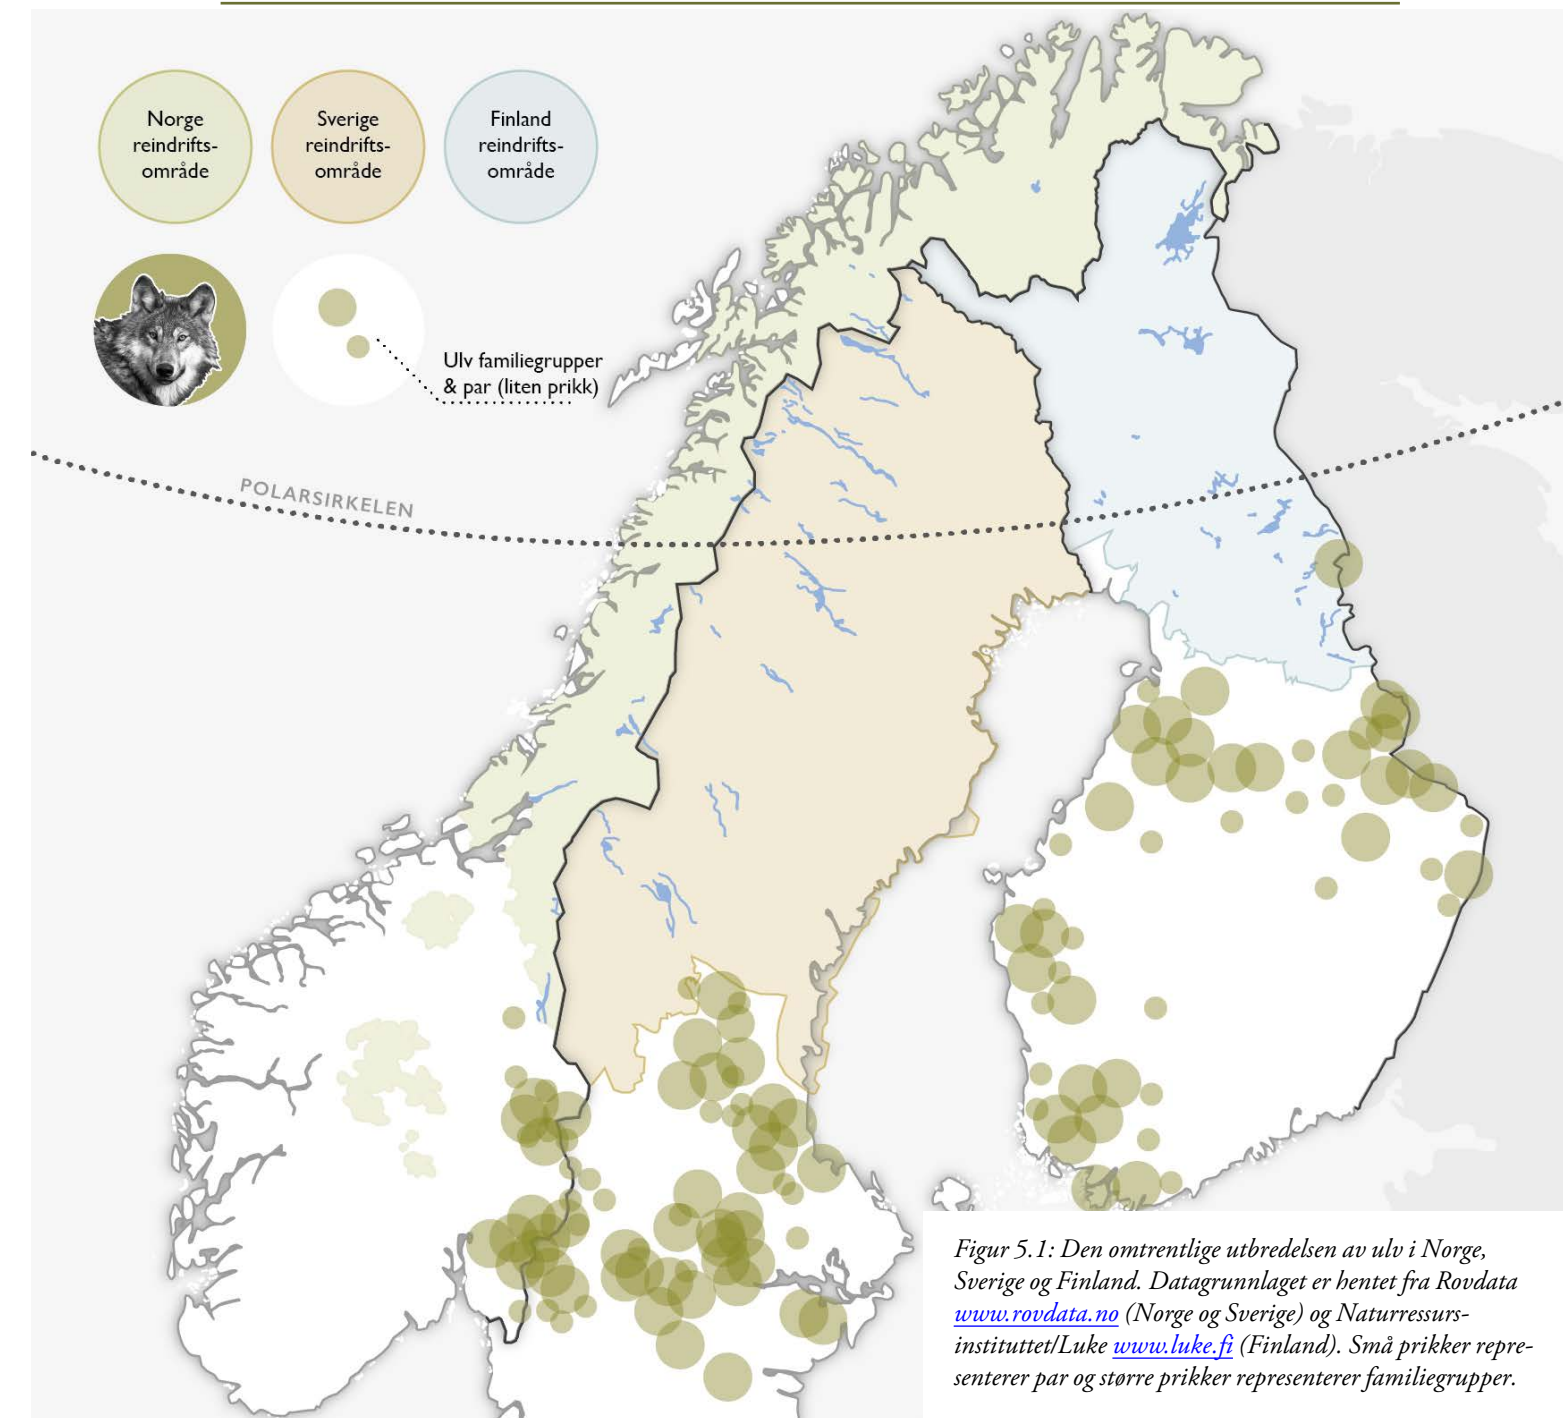 Norge
reindrifts-
område
Sverige
reindrifts-
område
Finland
reindrifts-
område
Ulv familiegrupper
& par (liten prikk)
POLARSIRKELEN
Figur 5.1: Den omtrentlige utbredelsen av ulv i Norge,
Sverige og Finland. Datagrunnlaget er hentet fra Rovdata
www.rovdata.no (Norge og Sverige) og Naturressurs-
instituttet/Luke www.luke.fi (Finland). Små prikker repre-
senterer par og større prikker representerer familiegrupper.